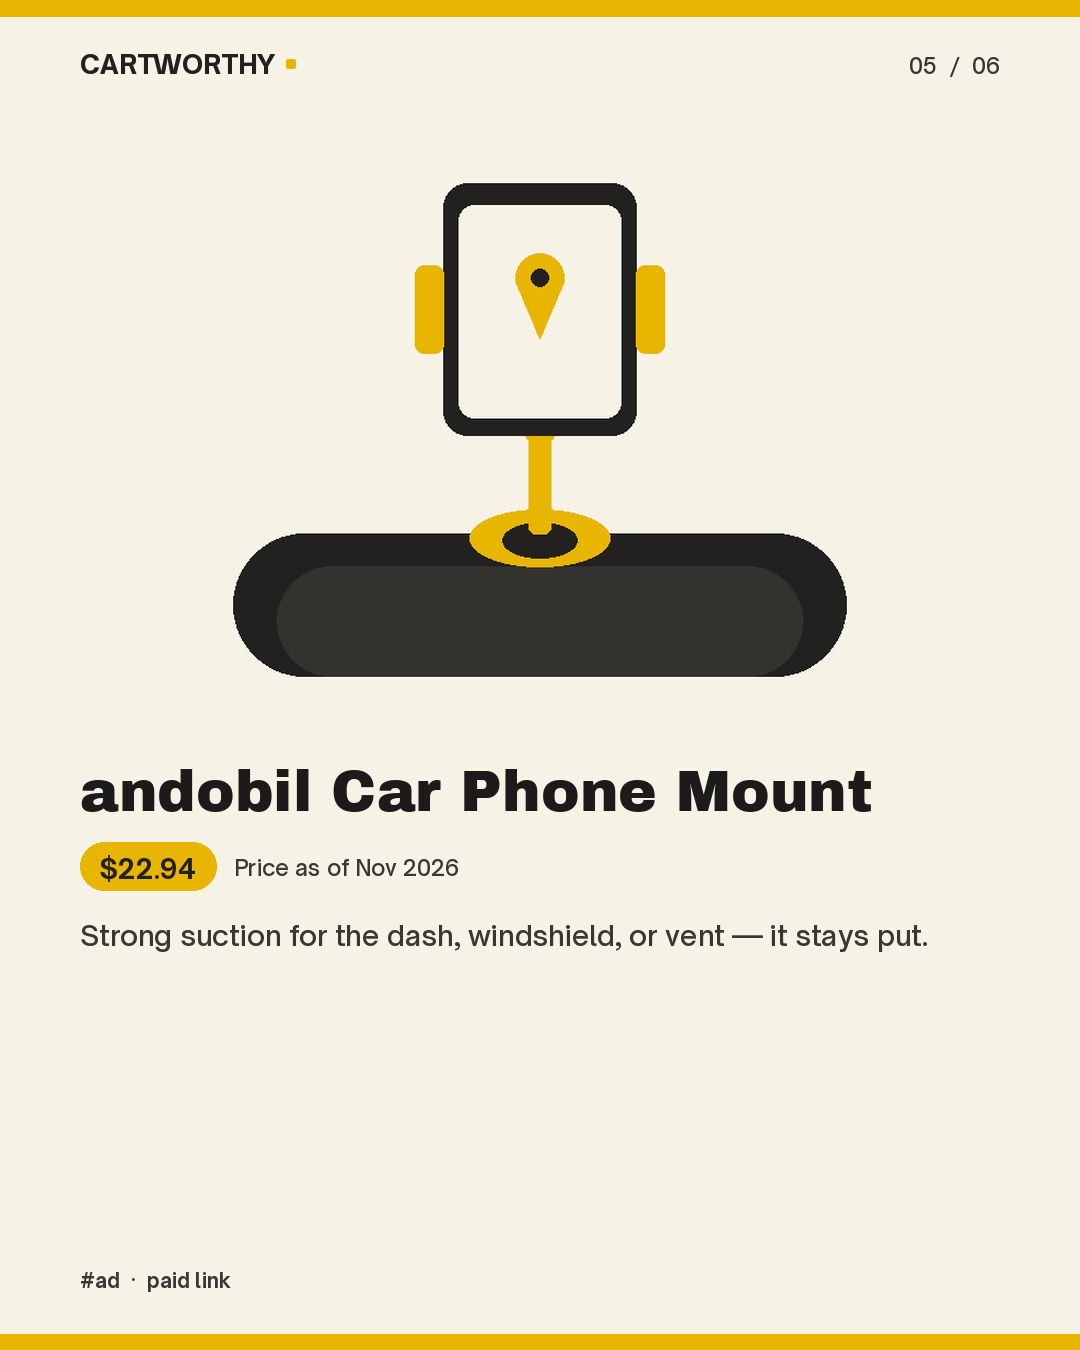 CARTWORTHY
05 / 06
andobil Car Phone Mount
$22.94 Price as of Nov 2026
Strong suction for the dash, windshield, or vent — it stays put.
#ad · paid link